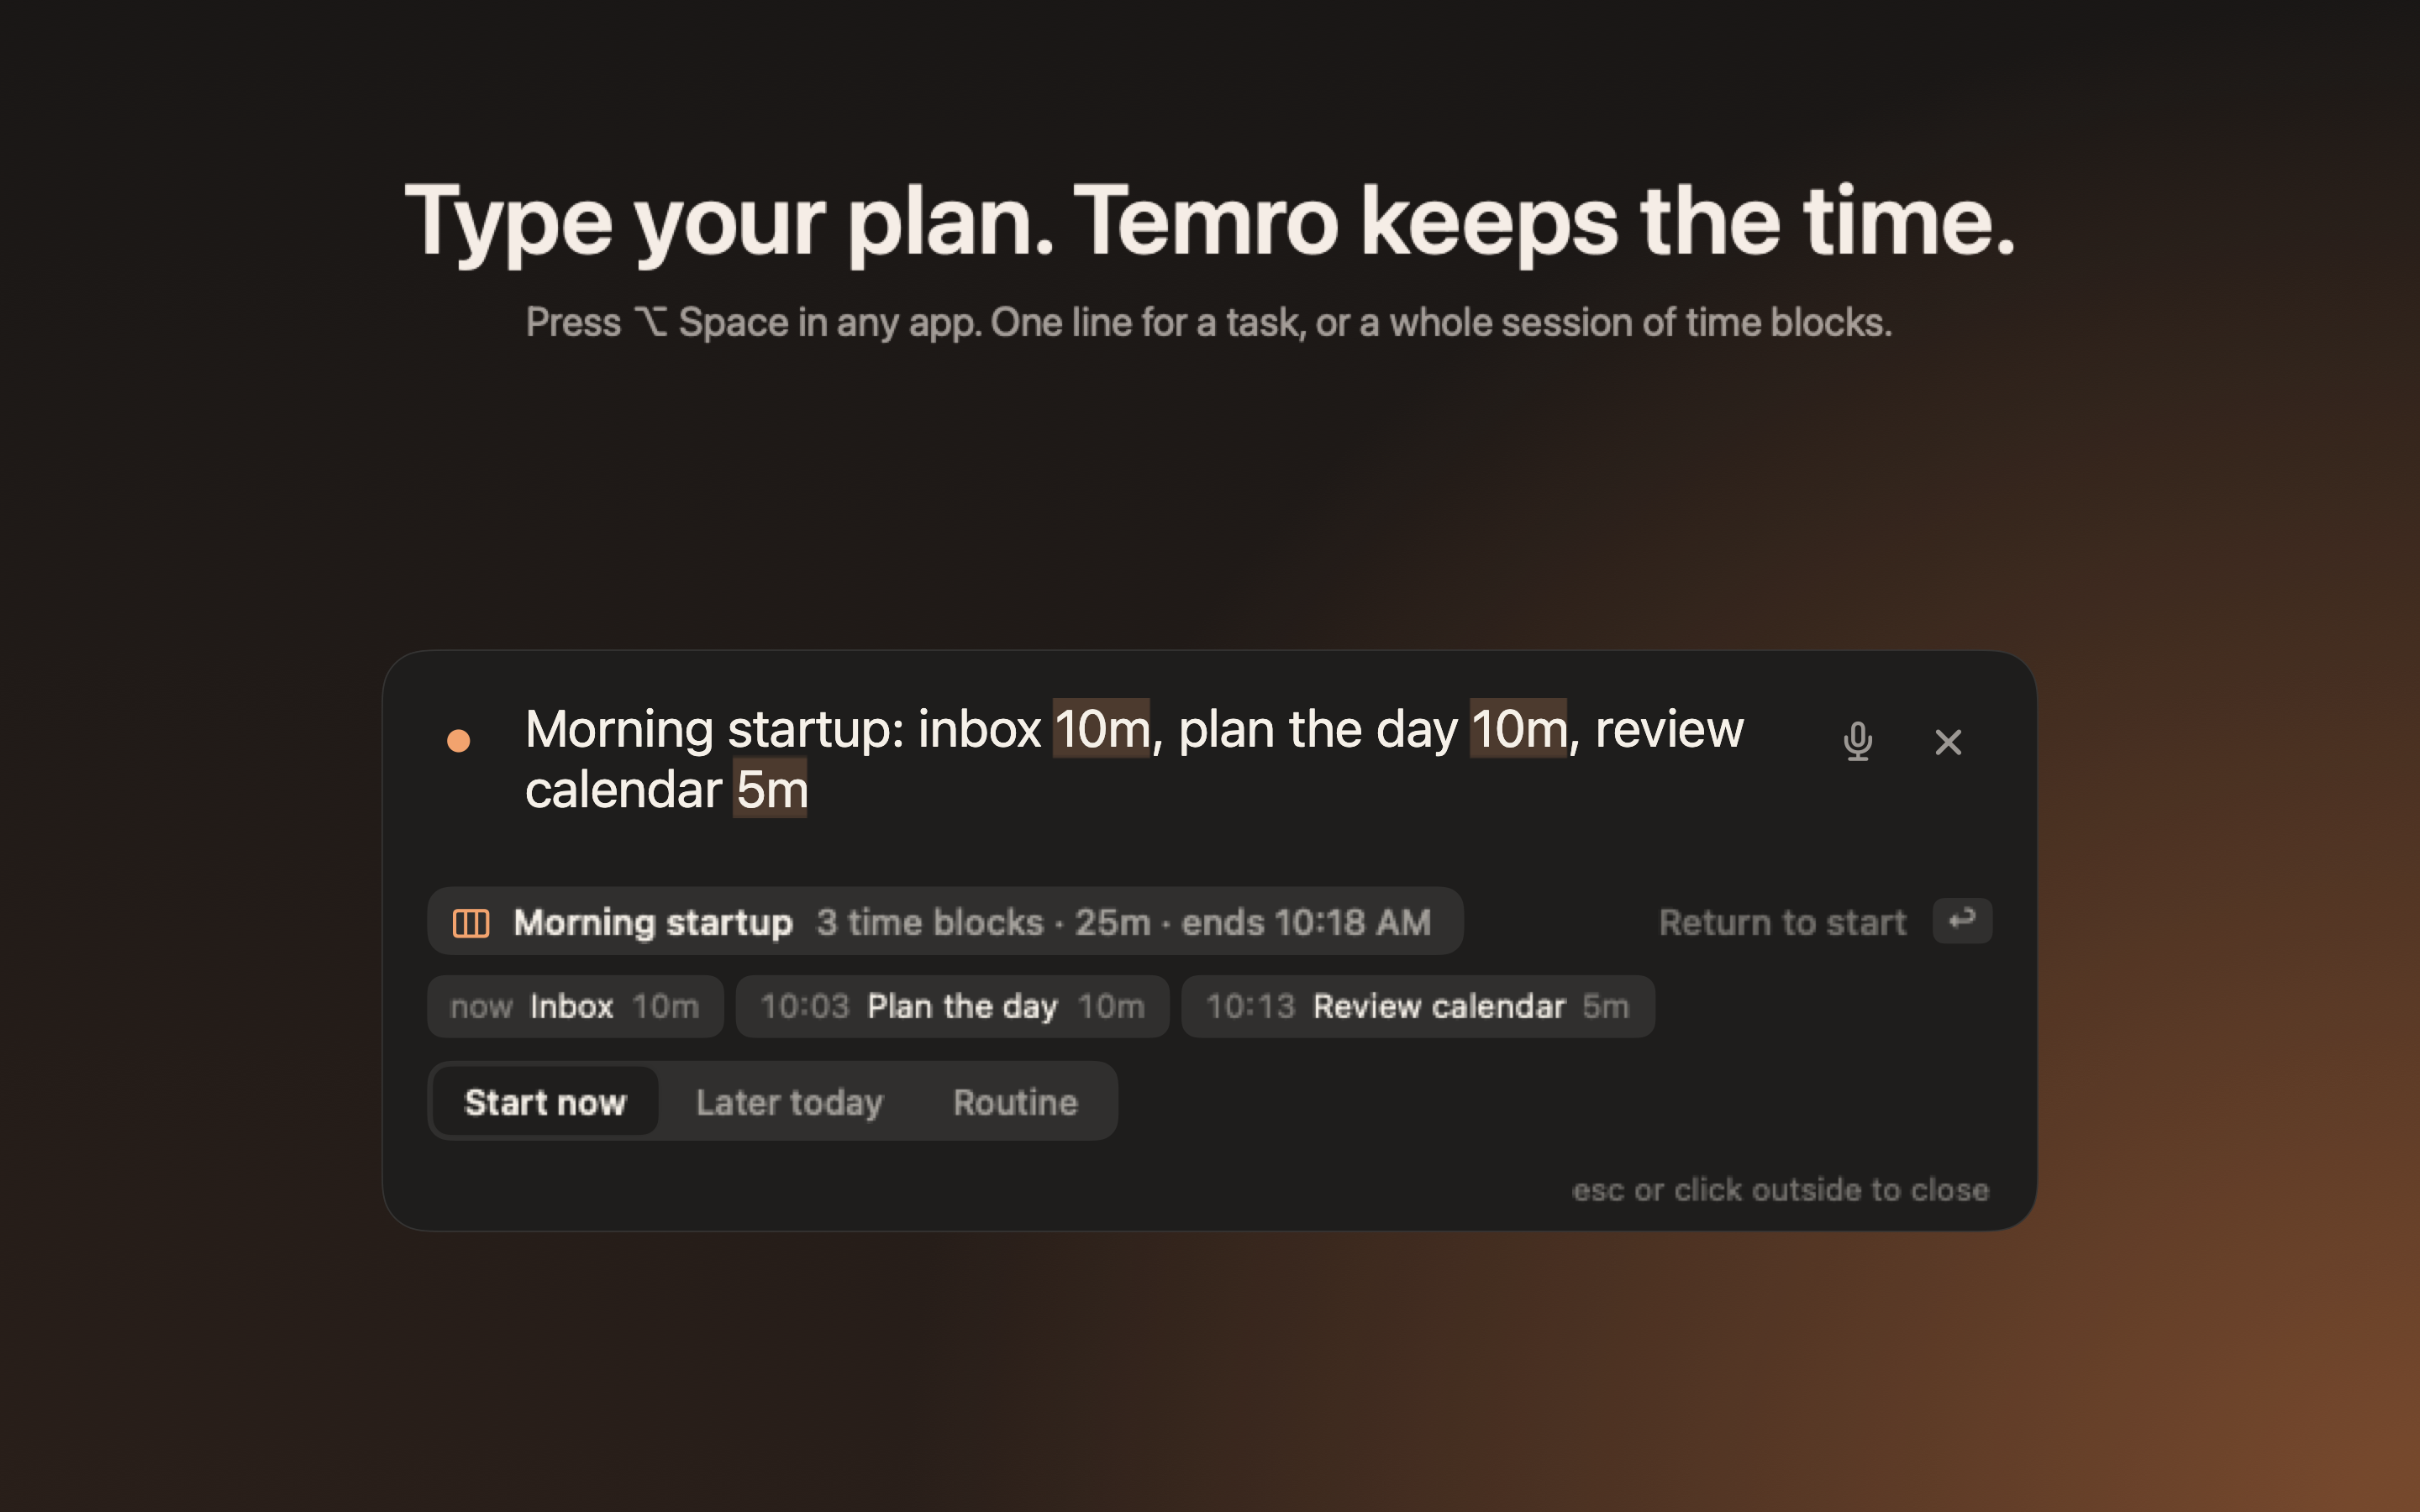 Type your plan. Temro keeps the time.
Press ⌥ Space in any app. One line for a task, or a whole session of time blocks.
Morning startup: inbox 10m, plan the day 10m, review
calendar 5m
Morning startup 3 time blocks · 25m · ends 10:18 AM Return to start
now Inbox 10m 10:03 Plan the day 10m 10:13 Review calendar 5m
Start now Later today Routine
esc or click outside to close